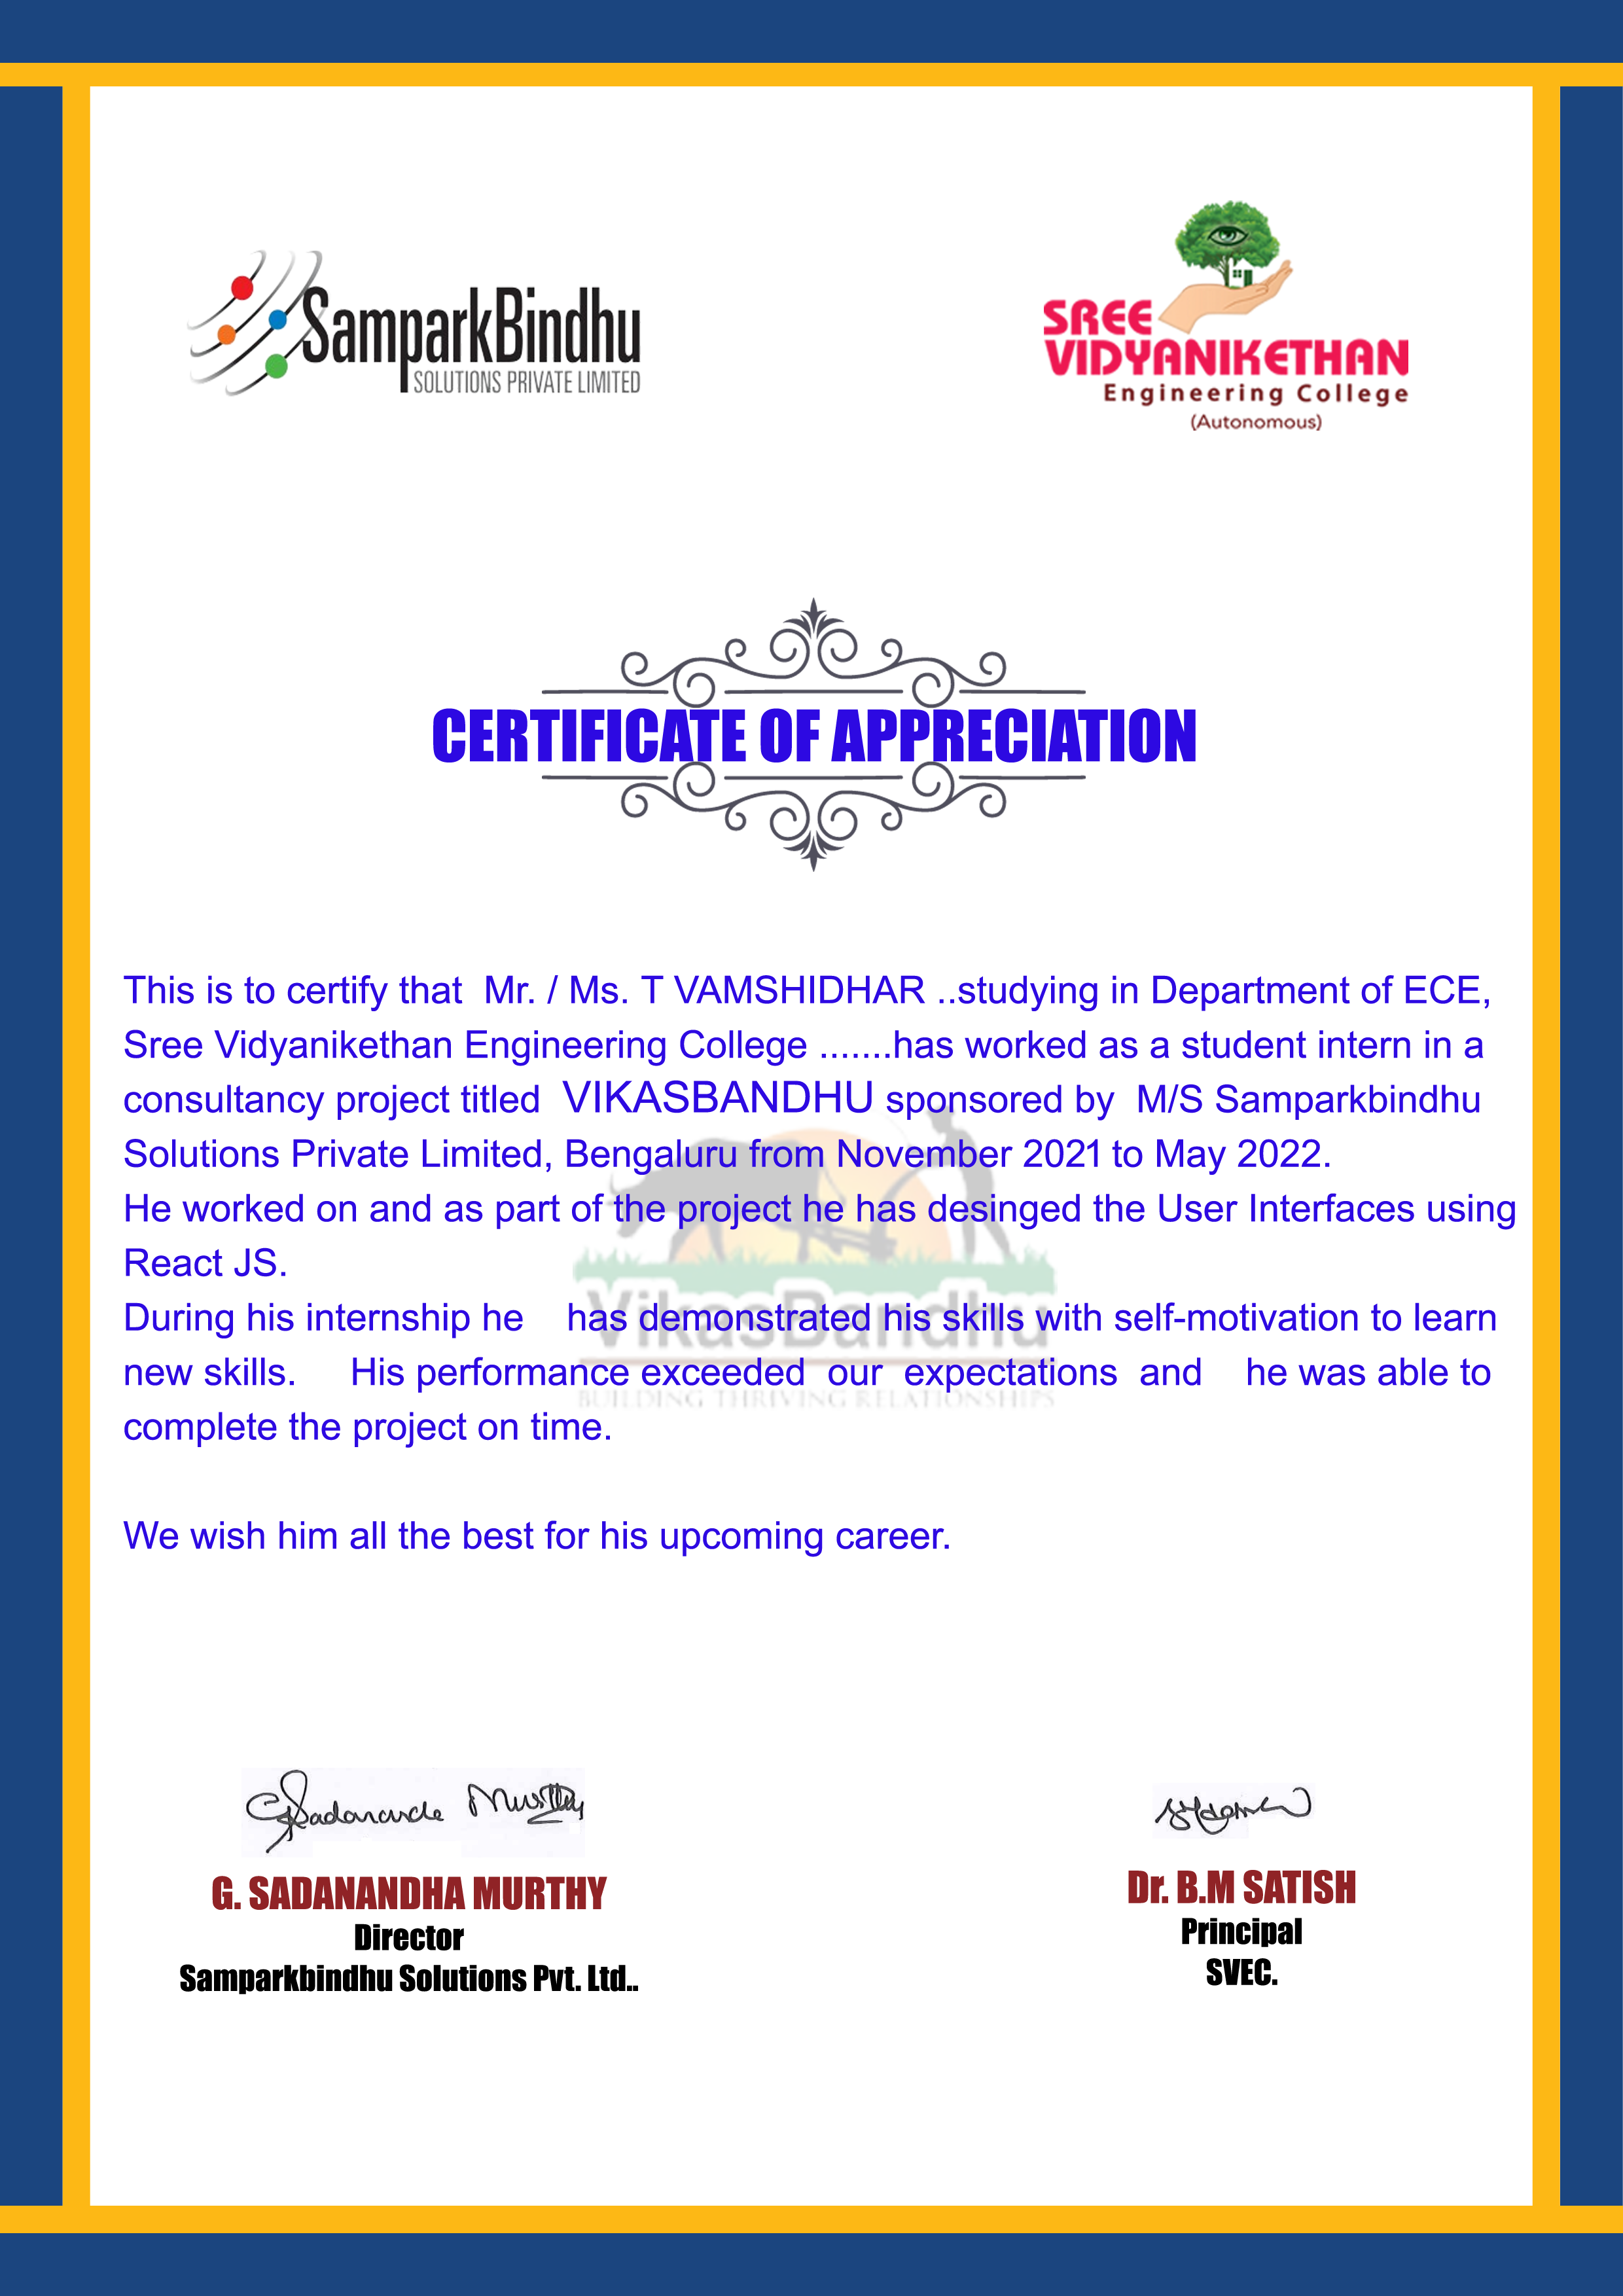 SamparkBindhu
SOLUTIONS PRIVATE LIMITED
SREE
VIDYANIKETHAN
Engineering College
(Autonomous)
CERTIFICATE OF APPRECIATION
This is to certify that Mr. / Ms. T VAMSHIDHAR ..studying in Department of ECE,
Sree Vidyanikethan Engineering College .......has worked as a student intern in a
consultancy project titled VIKASBANDHU sponsored by M/S Samparkbindhu
Solutions Private Limited, Bengaluru from November 2021 to May 2022.
He worked on and as part of the project he has desinged the User Interfaces using
React JS.
During his internship he has demonstrated his skills with self-motivation to learn
new skills. His performance exceeded our expectations and he was able to
complete the project on time.
We wish him all the best for his upcoming career.
VikasBandhu
BUILDING THRIVING RELATIONSHIPS
GSadananda Murthy
G. SADANANDHA MURTHY
Director
Samparkbindhu Solutions Pvt. Ltd..
Dr. B.M SATISH
Principal
SVEC.